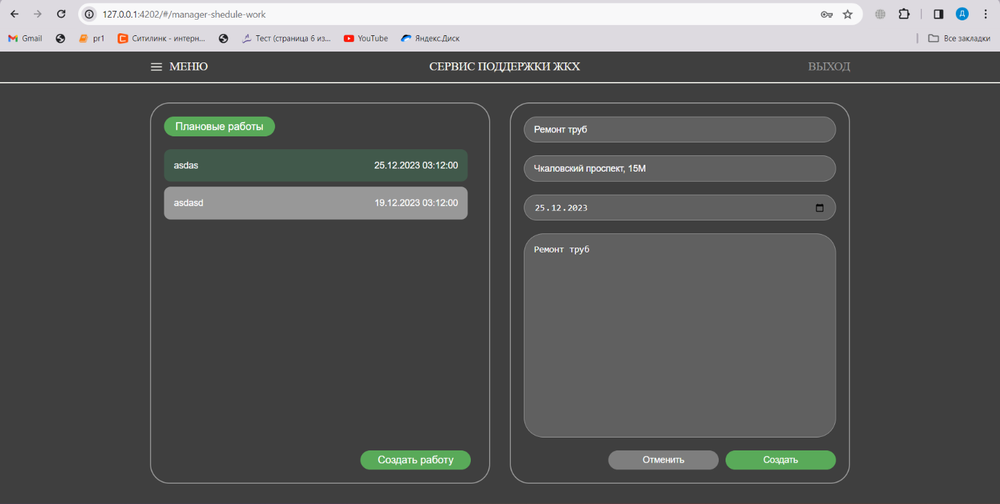 127.0.0.1:4202/#/manager-shedule-work
Д
Gmail pr1 Ситилинк - интерн... Тест (страница 6 из... YouTube Яндекс.Диск Все закладки
МЕНЮ СЕРВИС ПОДДЕРЖКИ ЖКХ ВЫХОД
Плановые работы
asdas 25.12.2023 03:12:00
asdasd 19.12.2023 03:12:00
Создать работу
Ремонт труб
Чкаловский проспект, 15М
25.12.2023
Ремонт труб
Отменить Создать